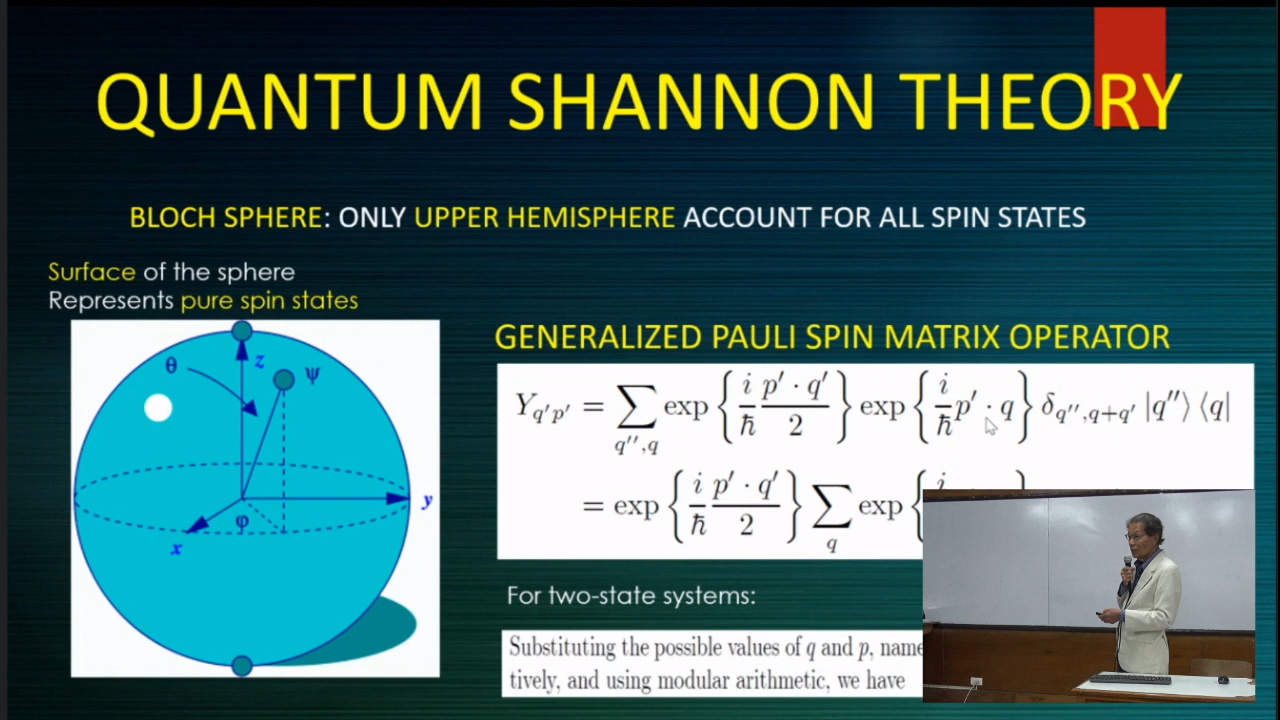 QUANTUM SHANNON THEORY
BLOCH SPHERE: ONLY UPPER HEMISPHERE ACCOUNT FOR ALL SPIN STATES
Surface of the sphere
Represents pure spin states
θ
z
ψ
y
φ
x
GENERALIZED PAULI SPIN MATRIX OPERATOR
Y_{q'p'} = ∑_{q'',q} exp { i/ħ p' · q'/2 } exp { i/ħ p' · q } δ_{q'',q+q'} |q''⟩ ⟨q|
= exp { i/ħ p' · q'/2 } ∑_q exp {
For two-state systems:
Substituting the possible values of q and p, name
tively, and using modular arithmetic, we have